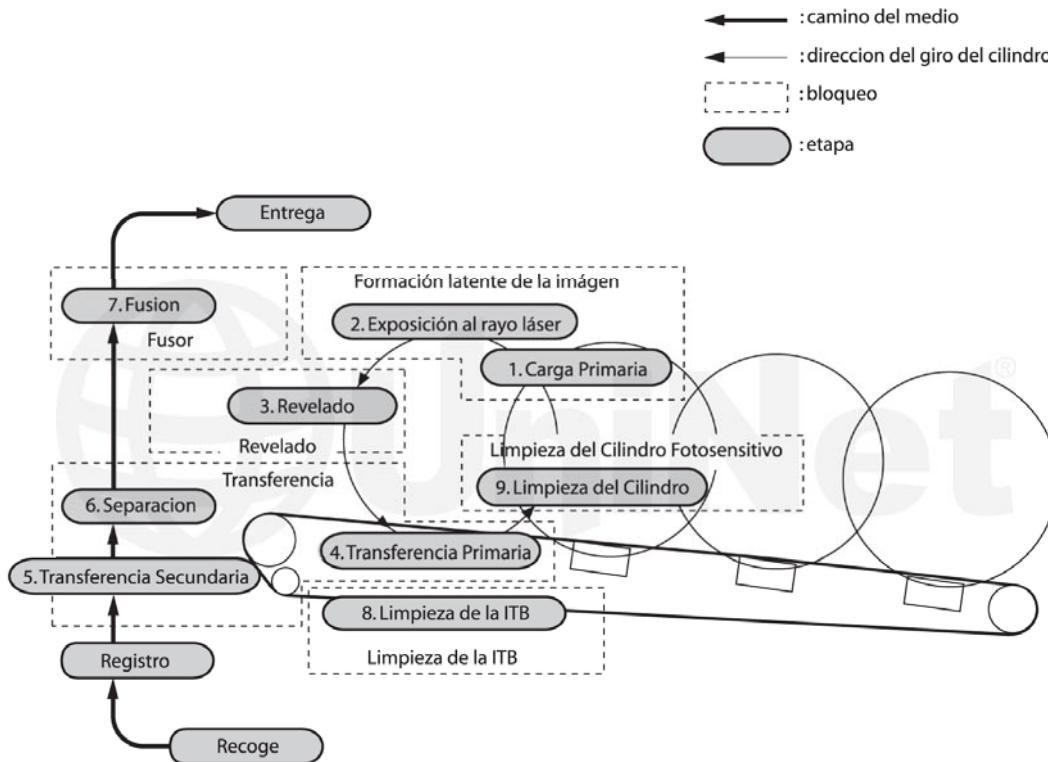 : camino del medio
: direccion del giro del cilindro
: bloqueo
: etapa
Entrega
Formación latente de la imágen
7. Fusion
2. Exposición al rayo láser
Fusor
1. Carga Primaria
3. Revelado
Revelado
Limpieza del Cilindro Fotosensitivo
Transferencia
9. Limpieza del Cilindro
6. Separacion
4. Transferencia Primaria
5. Transferencia Secundaria
8. Limpieza de la ITB
Limpieza de la ITB
Registro
Recoge
UniNet®